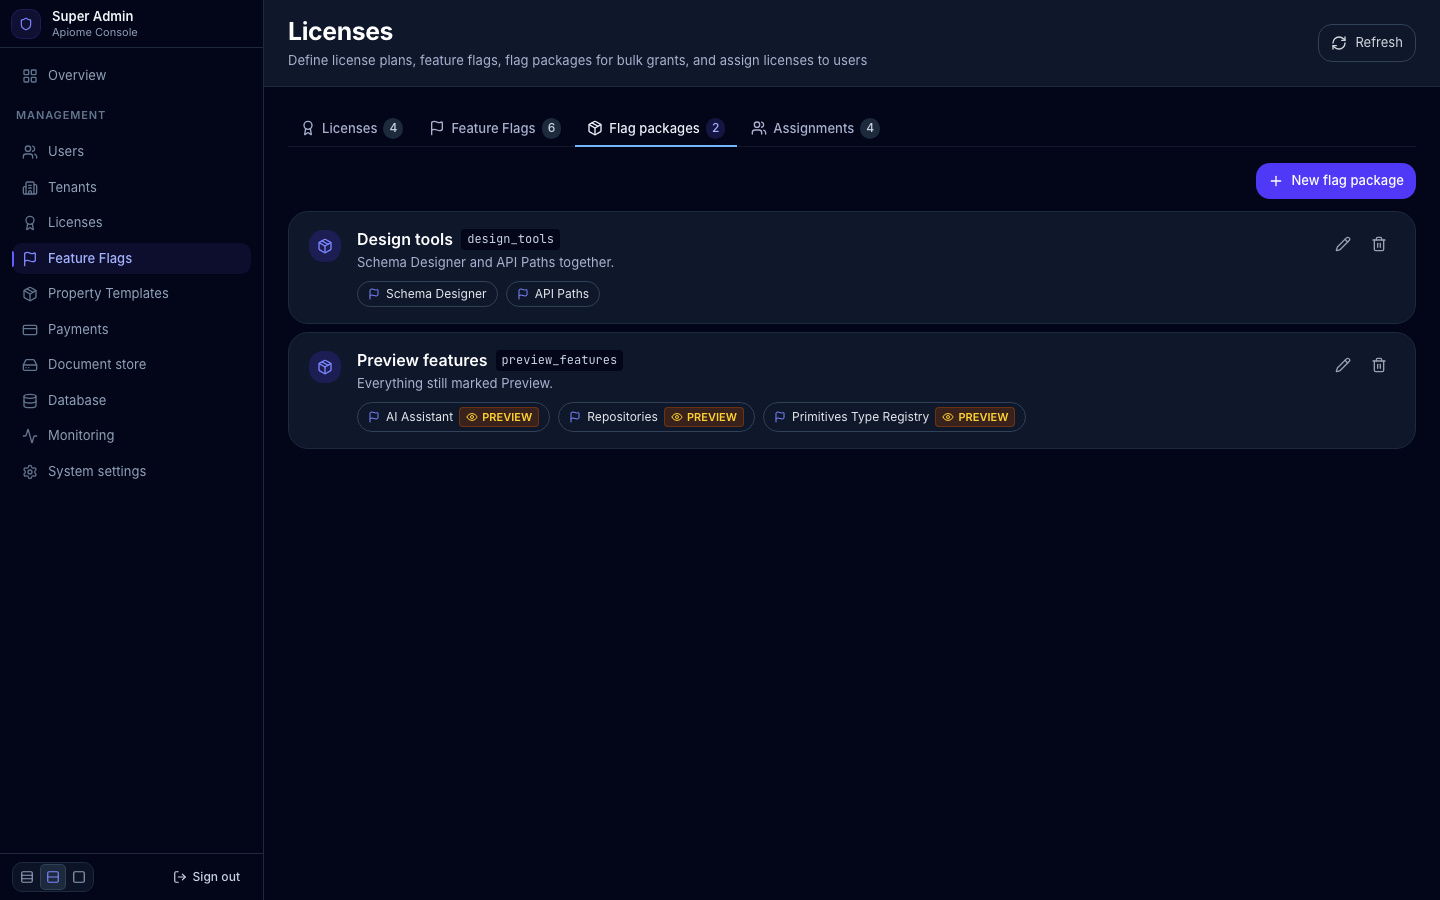 Super Admin
Apiome Console
Overview
MANAGEMENT
Users
Tenants
Licenses
Feature Flags
Property Templates
Payments
Document store
Database
Monitoring
System settings
Sign out
Licenses
Define license plans, feature flags, flag packages for bulk grants, and assign licenses to users
Refresh
Licenses 4 Feature Flags 6 Flag packages 2 Assignments 4
New flag package
Design tools design_tools
Schema Designer and API Paths together.
Schema Designer API Paths
Preview features preview_features
Everything still marked Preview.
AI Assistant PREVIEW Repositories PREVIEW Primitives Type Registry PREVIEW